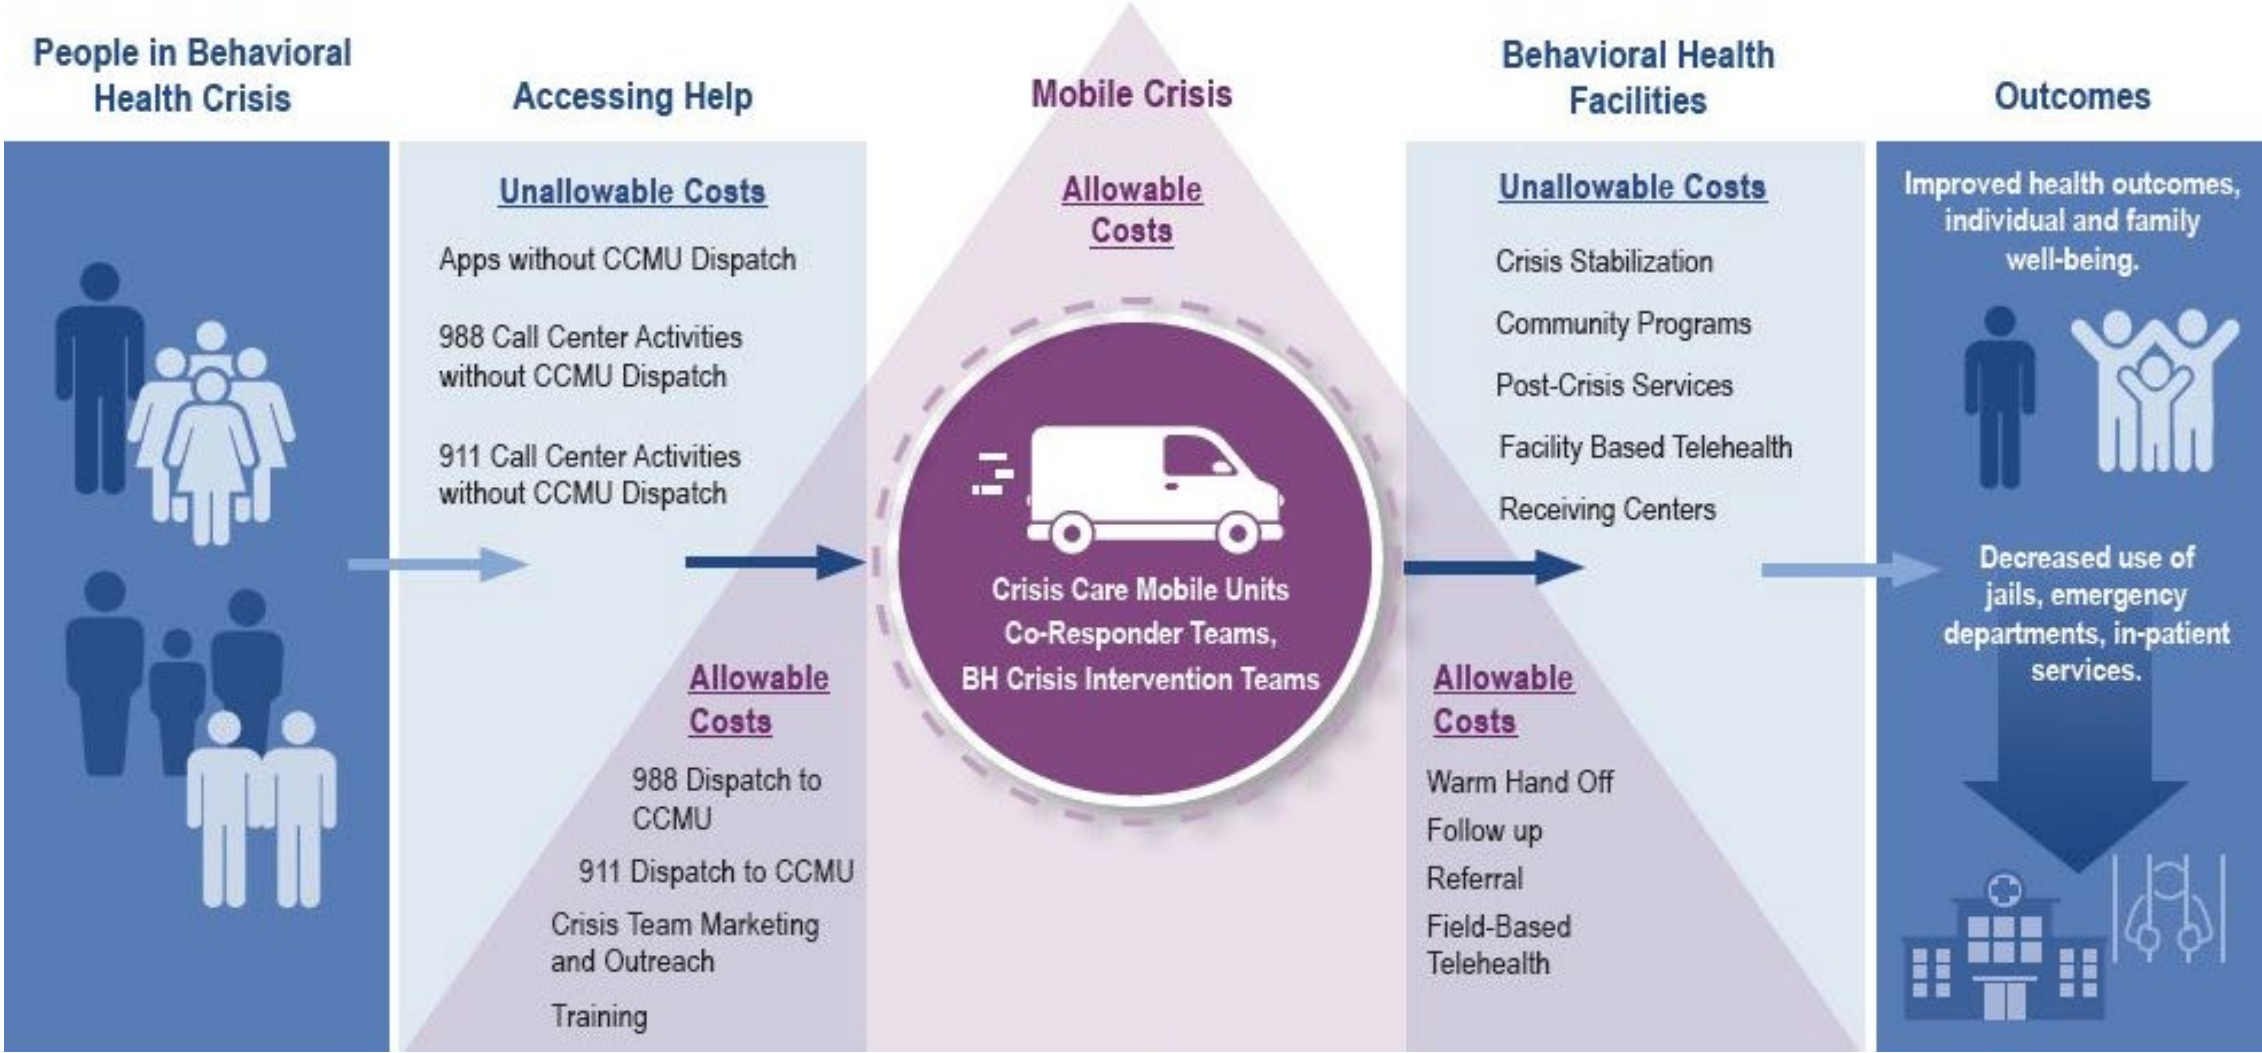 People in Behavioral
Health Crisis
Accessing Help
Unallowable Costs
Apps without CCMU Dispatch
988 Call Center Activities
without CCMU Dispatch
911 Call Center Activities
without CCMU Dispatch
Allowable
Costs
988 Dispatch to
CCMU
911 Dispatch to CCMU
Crisis Team Marketing
and Outreach
Training
Mobile Crisis
Allowable
Costs
Crisis Care Mobile Units
Co-Responder Teams,
BH Crisis Intervention Teams
Behavioral Health
Facilities
Unallowable Costs
Crisis Stabilization
Community Programs
Post-Crisis Services
Facility Based Telehealth
Receiving Centers
Allowable
Costs
Warm Hand Off
Follow up
Referral
Field-Based
Telehealth
Outcomes
Improved health outcomes,
individual and family
well-being.
Decreased use of
jails, emergency
departments, in-patient
services.